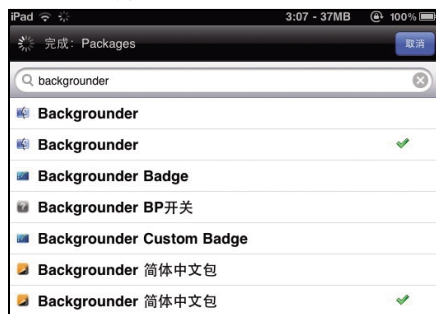 iPad 3:07 - 37MB 100%
完成: Packages 取消
backgrounder
Backgrounder
Backgrounder
Backgrounder Badge
Backgrounder BP开关
Backgrounder Custom Badge
Backgrounder 简体中文包
Backgrounder 简体中文包